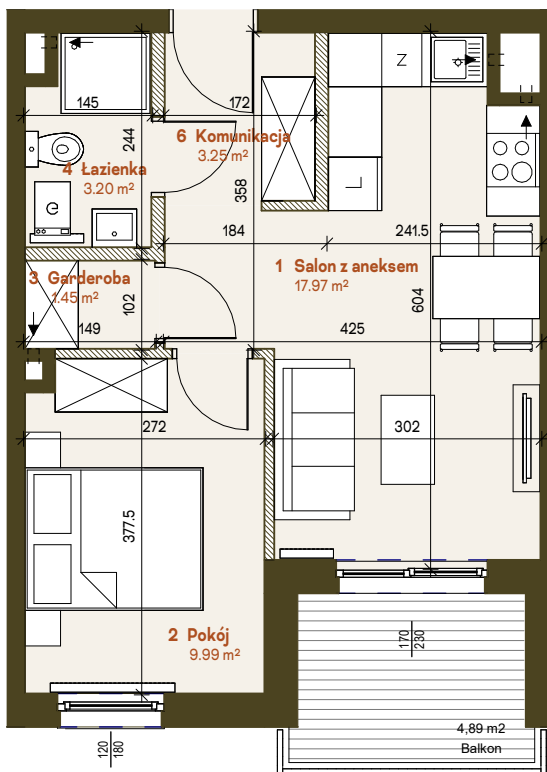 145
172
244
6 Komunikacja
3.25 m²
4 Łazienka
3.20 m²
358
Z
L
184
241.5
1 Salon z aneksem
17.97 m²
3 Garderoba
1.45 m²
102
604
149
425
272
302
377.5
2 Pokój
9.99 m²
170
230
4,89 m2
Balkon
120
180